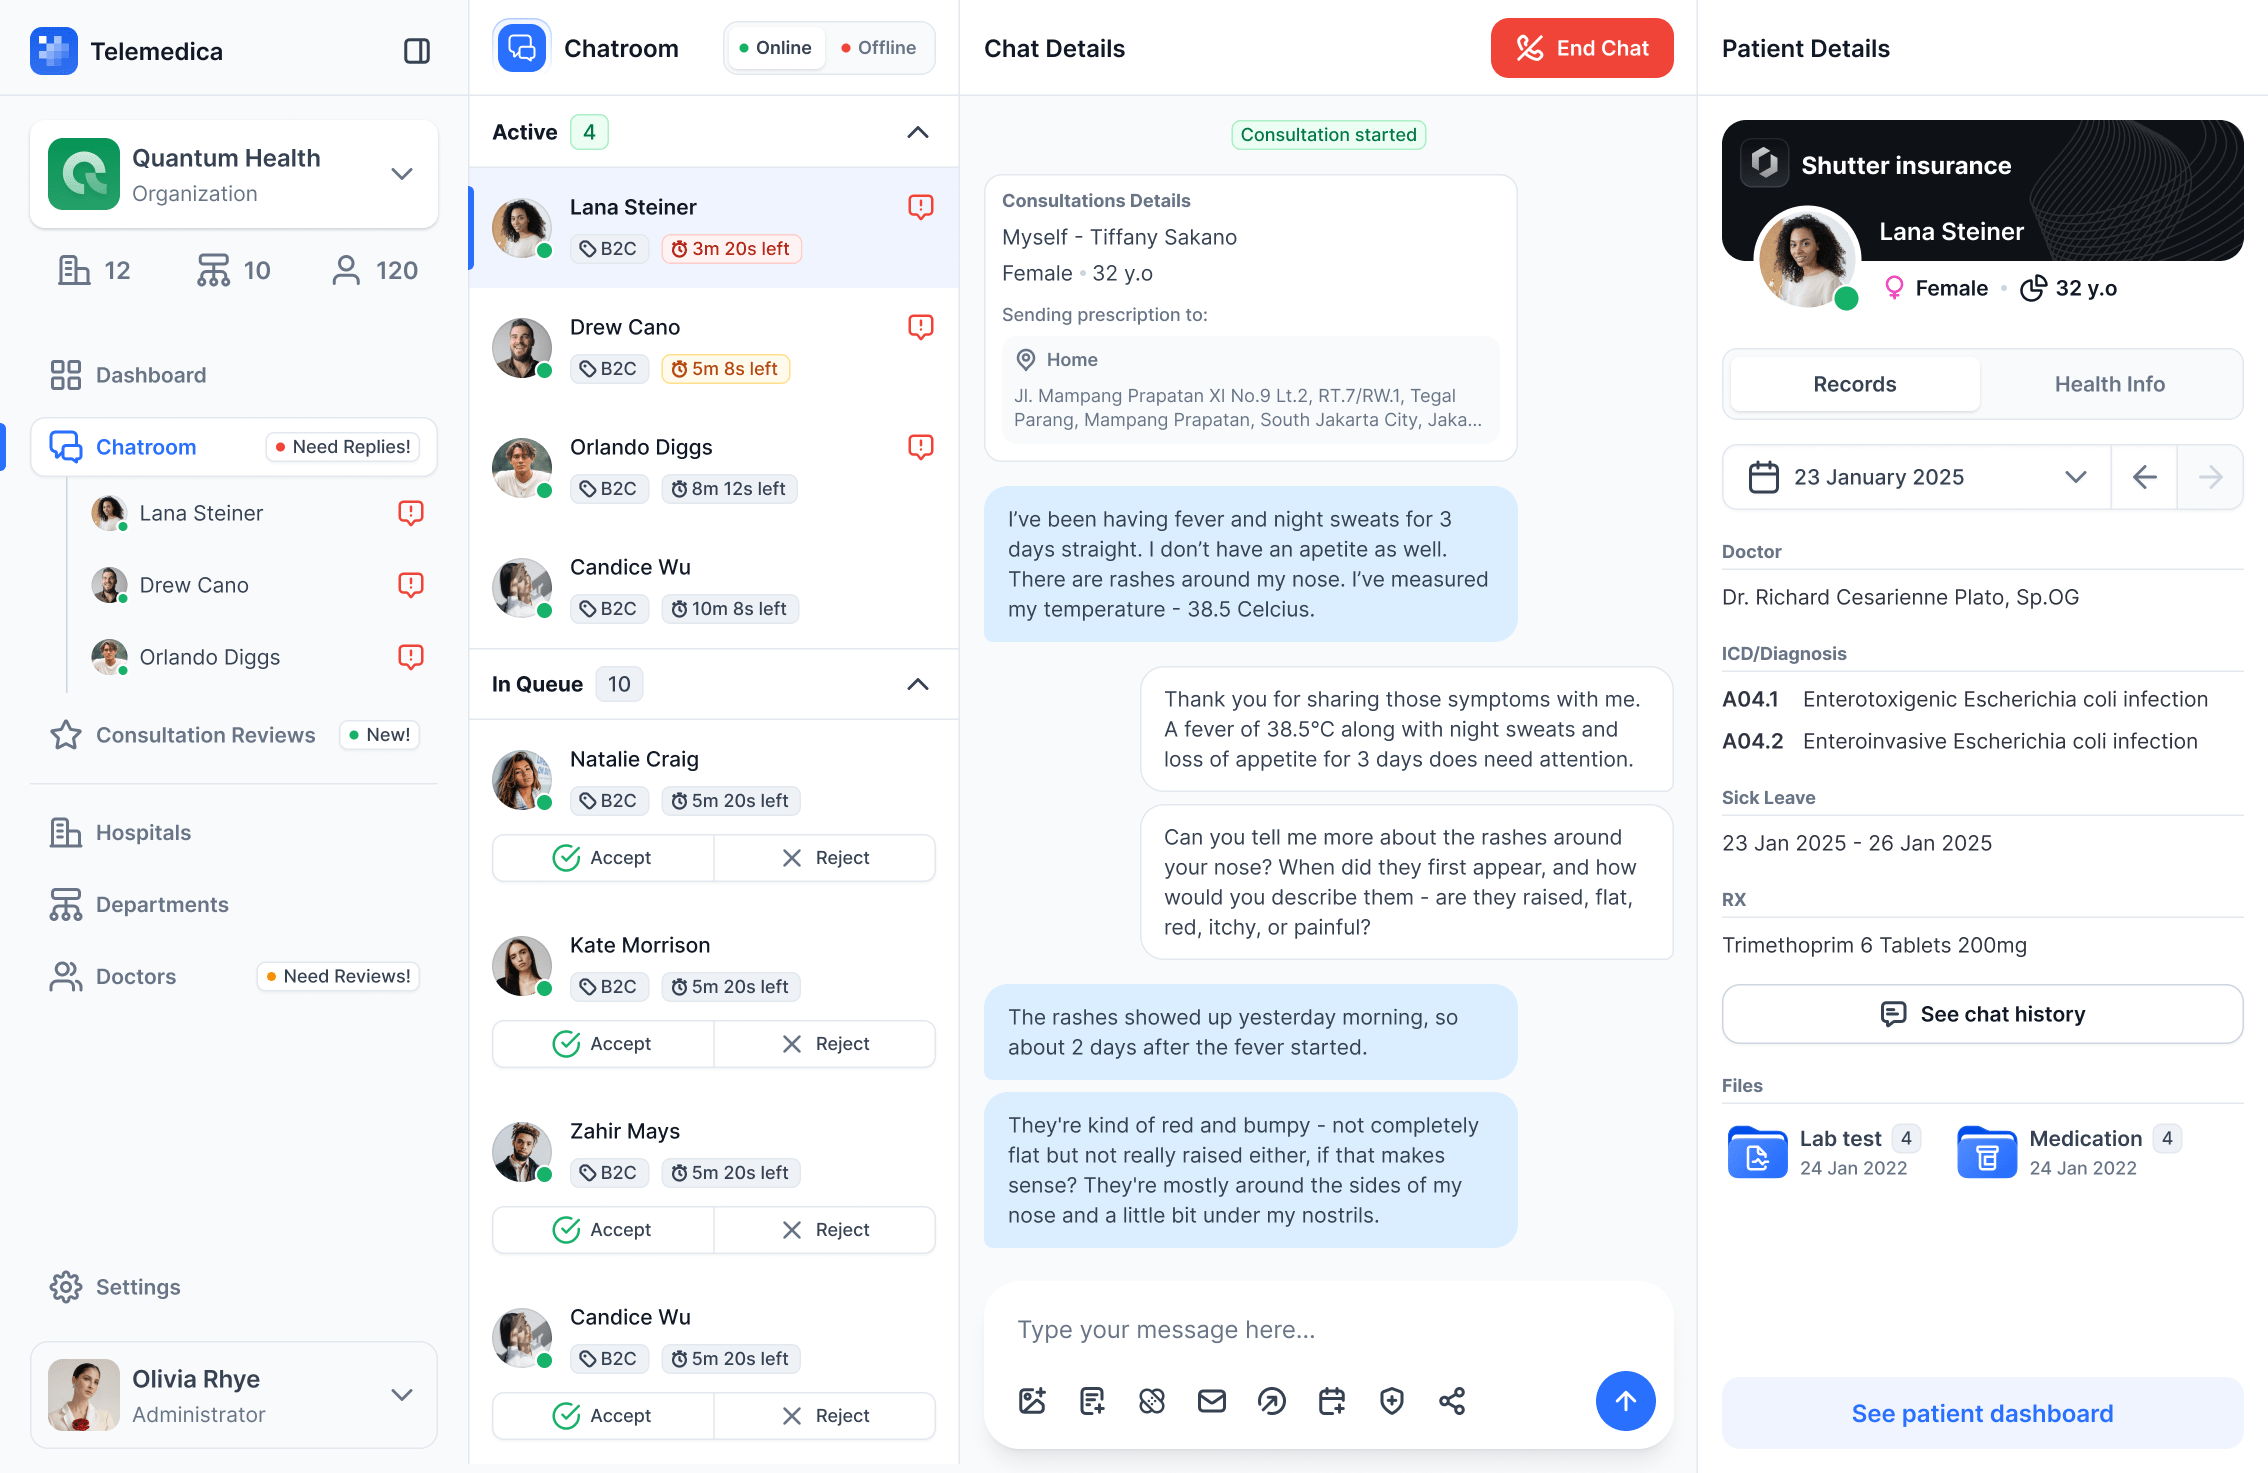 Telemedica
Quantum Health
Organization
12
10
120
Dashboard
Chatroom
Need Replies!
Lana Steiner
Drew Cano
Orlando Diggs
Consultation Reviews
New!
Hospitals
Departments
Doctors
Need Reviews!
Settings
Olivia Rhye
Administrator
Chatroom
Online
Offline
Active
4
Lana Steiner
B2C
3m 20s left
Drew Cano
B2C
5m 8s left
Orlando Diggs
B2C
8m 12s left
Candice Wu
B2C
10m 8s left
In Queue
10
Natalie Craig
B2C
5m 20s left
Accept
Reject
Kate Morrison
B2C
5m 20s left
Accept
Reject
Zahir Mays
B2C
5m 20s left
Accept
Reject
Candice Wu
B2C
5m 20s left
Accept
Reject
Chat Details
End Chat
Consultation started
Consultations Details
Myself - Tiffany Sakano
Female • 32 y.o
Sending prescription to:
Home
Jl. Mampang Prapatan XI No.9 Lt.2, RT.7/RW.1, Tegal
Parang, Mampang Prapatan, South Jakarta City, Jaka...
I’ve been having fever and night sweats for 3
days straight. I don’t have an apetite as well.
There are rashes around my nose. I’ve measured
my temperature - 38.5 Celcius.
Thank you for sharing those symptoms with me.
A fever of 38.5°C along with night sweats and
loss of appetite for 3 days does need attention.
Can you tell me more about the rashes around
your nose? When did they first appear, and how
would you describe them - are they raised, flat,
red, itchy, or painful?
The rashes showed up yesterday morning, so
about 2 days after the fever started.
They're kind of red and bumpy - not completely
flat but not really raised either, if that makes
sense? They're mostly around the sides of my
nose and a little bit under my nostrils.
Type your message here...
Patient Details
Shutter insurance
Lana Steiner
Female • 32 y.o
Records
Health Info
23 January 2025
Doctor
Dr. Richard Cesarienne Plato, Sp.OG
ICD/Diagnosis
A04.1 Enterotoxigenic Escherichia coli infection
A04.2 Enteroinvasive Escherichia coli infection
Sick Leave
23 Jan 2025 - 26 Jan 2025
RX
Trimethoprim 6 Tablets 200mg
See chat history
Files
Lab test 4
24 Jan 2022
Medication 4
24 Jan 2022
See patient dashboard